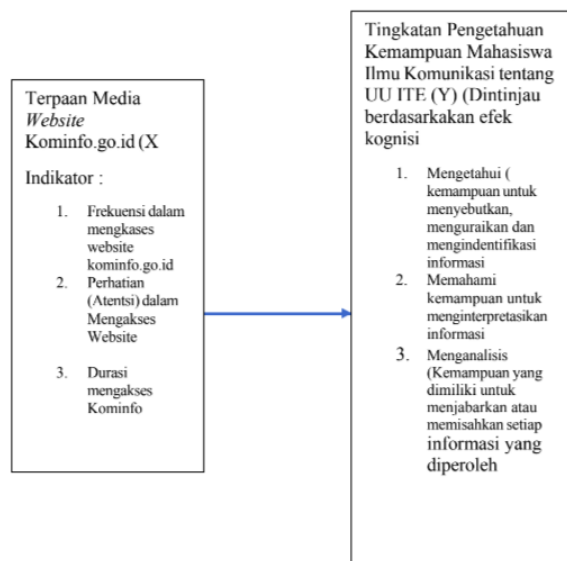 Terpaan Media
Website
Kominfo.go.id (X
Indikator :
1. Frekuensi dalam
mengkases
website
kominfo.go.id
2. Perhatian
(Atentsi) dalam
Mengakses
Website
3. Durasi
mengakses
Kominfo
Tingkatan Pengetahuan
Kemampuan Mahasiswa
Ilmu Komunikasi tentang
UU ITE (Y) (Dintinjau
berdasarkakan efek
kognisi
1. Mengetahui (
kemampuan untuk
menyebutkan,
menguraikan dan
mengindentifikasi
informasi
2. Memahami
kemampuan untuk
menginterpretasikan
informasi
3. Menganalisis
(Kemampuan yang
dimiliki untuk
menjabarkan atau
memisahkan setiap
informasi yang
diperoleh